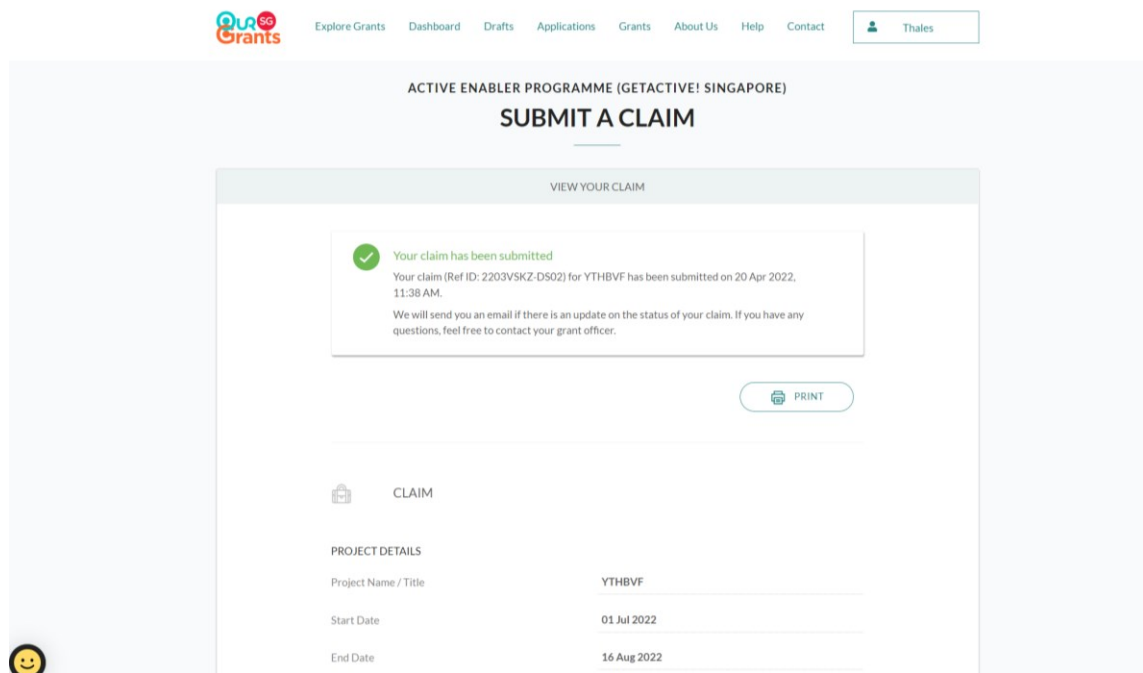 OUR SG
Grants
Explore Grants Dashboard Drafts Applications Grants About Us Help Contact Thales
ACTIVE ENABLER PROGRAMME (GETACTIVE! SINGAPORE)
SUBMIT A CLAIM
VIEW YOUR CLAIM
Your claim has been submitted
Your claim (Ref ID: 2203VSKZ-DS02) for YTHBVF has been submitted on 20 Apr 2022,
11:38 AM.
We will send you an email if there is an update on the status of your claim. If you have any
questions, feel free to contact your grant officer.
PRINT
CLAIM
PROJECT DETAILS
Project Name / Title YTHBVF
Start Date 01 Jul 2022
End Date 16 Aug 2022